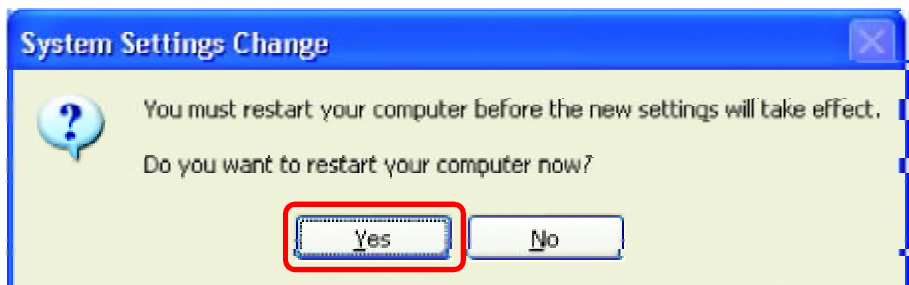 System Settings Change
You must restart your computer before the new settings will take effect.
Do you want to restart your computer now?
Yes No